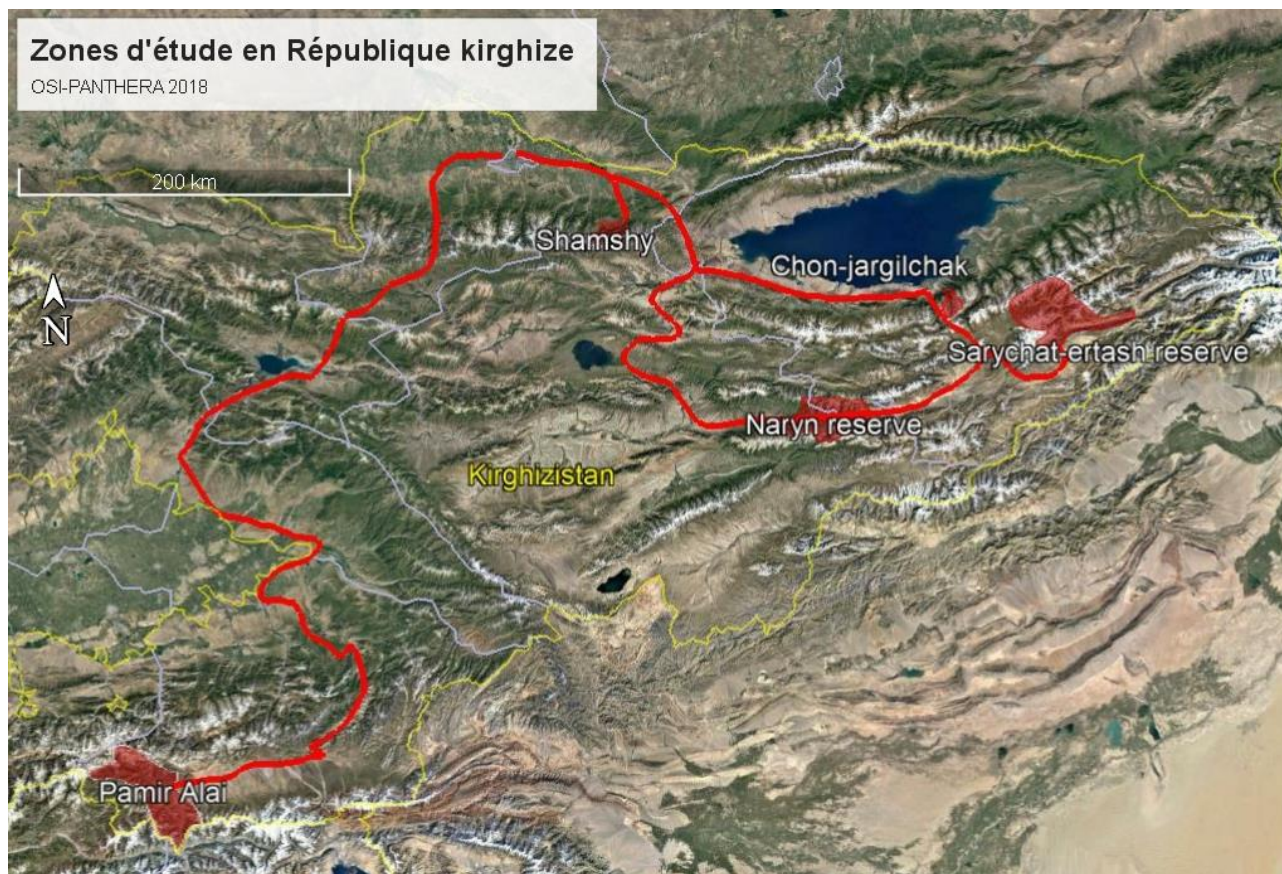 Zones d'étude en République kirghize
OSI-PANTHERA 2018
200 km
Shamshy
Chon-jargilchak
N
Sarychat-ertash reserve
Naryn reserve
Kirghizistan
Pamir Alai